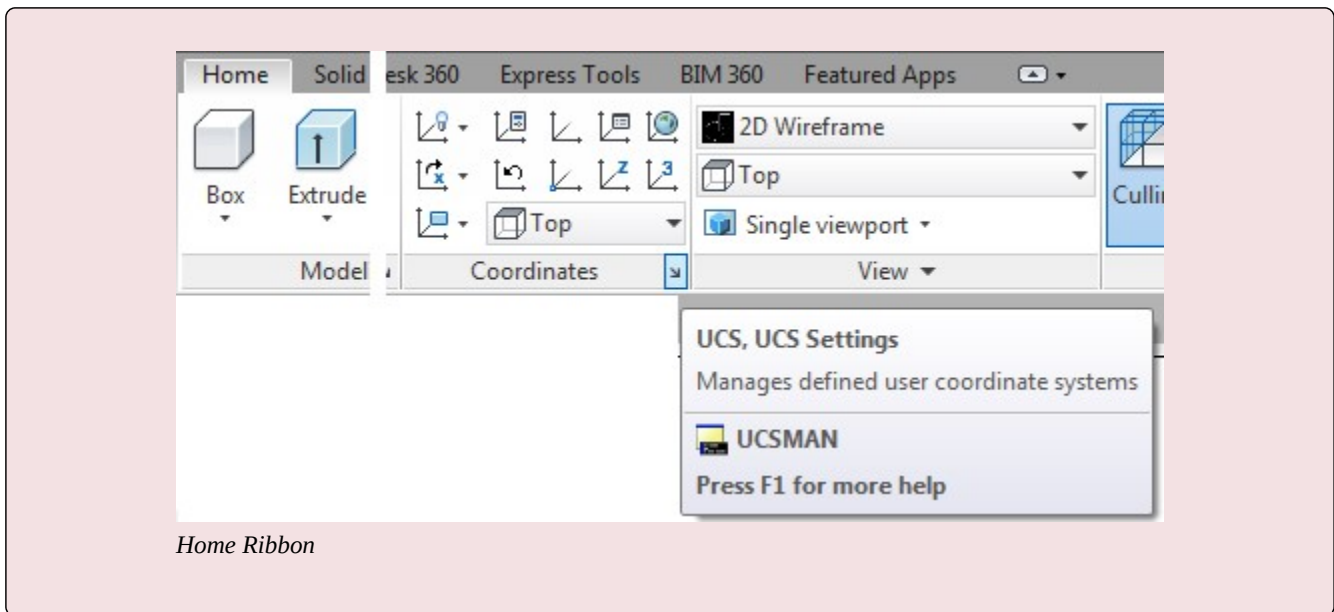 Home Solid esk 360 Express Tools BIM 360 Featured Apps
2D Wireframe
Top
Box Extrude Culli
Top Single viewport
Model Coordinates View
UCS, UCS Settings
Manages defined user coordinate systems
UCSMAN
Press F1 for more help
Home Ribbon